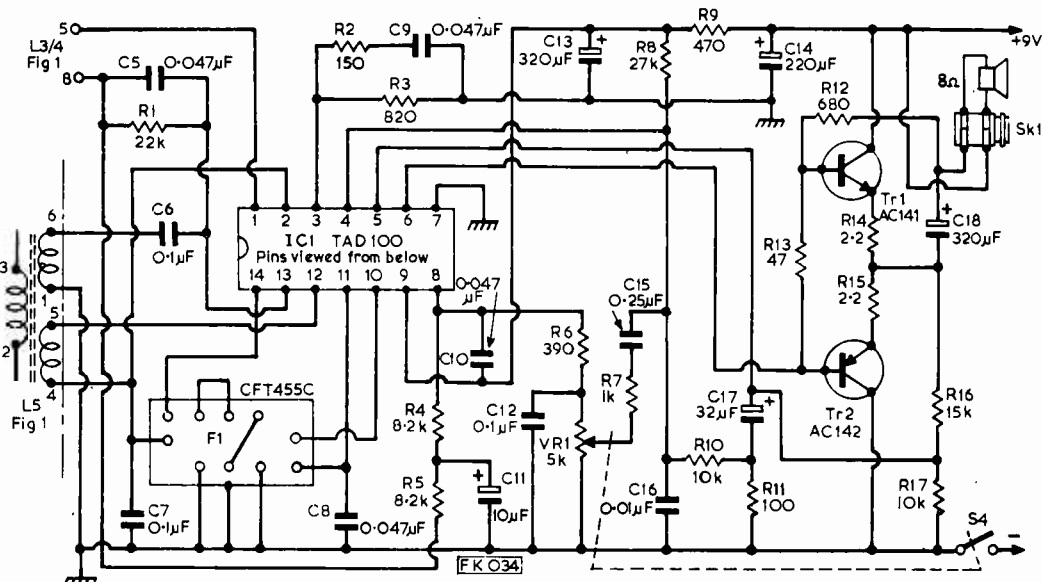 5
L3/4
Fig 1
8
C5
0·047µF
R1
22k
R2
150
C9
0·047µF
R3
820
C13
320µF
+
R8
27k
R9
470
+
C14
220µF
+9V
8Ω
Sk1
R12
680
Tr1
AC141
R14
2·2
+
C18
320µF
R13
47
R15
2·2
Tr2
AC142
6
3
1
5
2
4
L5
Fig 1
C6
0·1µF
1 2 3 4 5 6 7
IC1 TAD100
Pins viewed from below
14 13 12 11 10 9 8
0·047
µF
C10
CFT455C
F1
C7
0·1µF
C8
0·047µF
R4
8·2k
R5
8·2k
+
C11
10µF
R6
390
C12
0·1µF
VR1
5k
C15
0·25µF
R7
1k
C17
32µF
+
R10
10k
C16
0·01µF
R11
100
R16
15k
R17
10k
S4
−
FK034